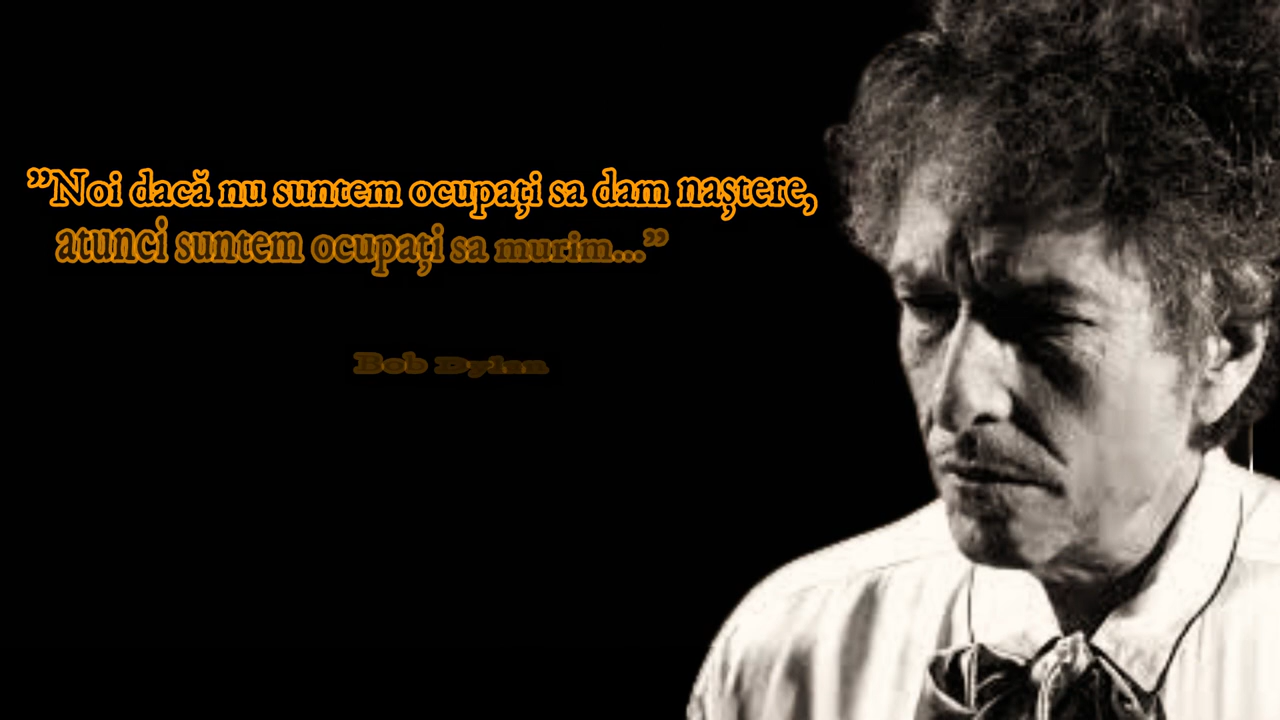 ”Noi dacă nu suntem ocupați sa dam naștere,
atunci suntem ocupați sa murim...”
Bob Dylan